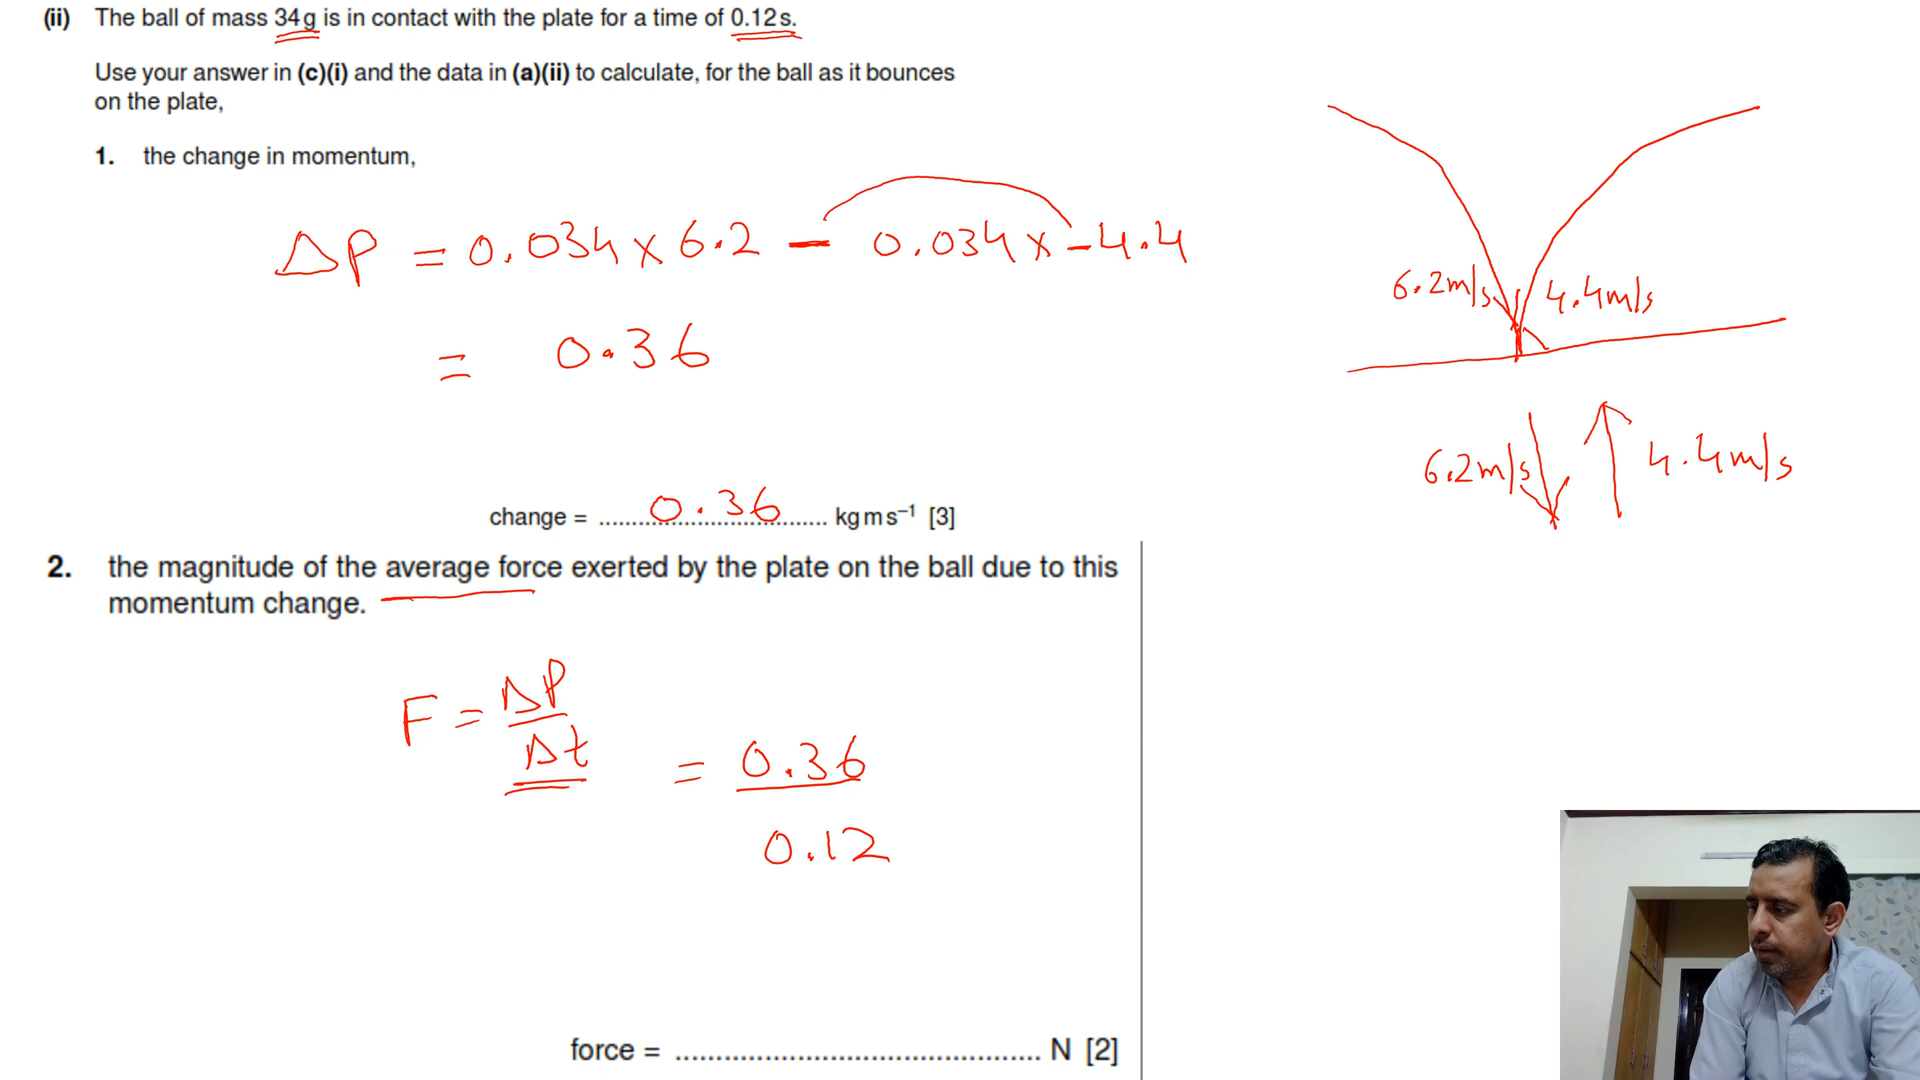 (ii) The ball of mass 34g is in contact with the plate for a time of 0.12s.
Use your answer in (c)(i) and the data in (a)(ii) to calculate, for the ball as it bounces
on the plate,
1. the change in momentum,
ΔP = 0.034 x 6.2 - 0.034 x -4.4
= 0.36
change = 0.36 kg m s⁻¹ [3]
6.2m/s 4.4m/s
6.2m/s 4.4m/s
2. the magnitude of the average force exerted by the plate on the ball due to this
momentum change.
F = ΔP
Δt
= 0.36
0.12
force = ............................................. N [2]